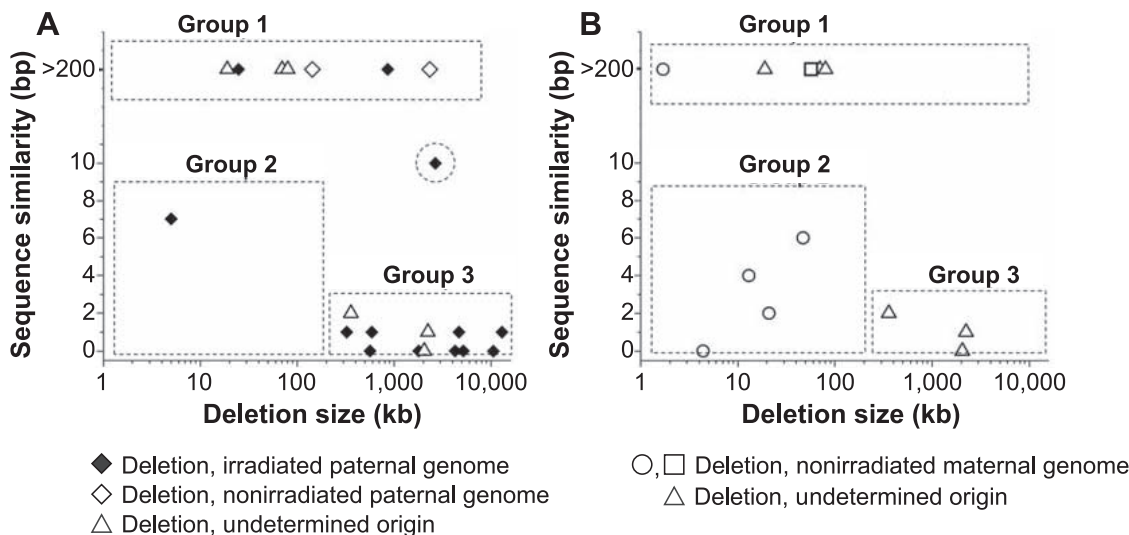 A
Group 1
Sequence similarity (bp)
>200
10
8
6
4
2
0
Group 2
Group 3
1
10
100
1,000
10,000
Deletion size (kb)
Deletion, irradiated paternal genome
Deletion, nonirradiated paternal genome
Deletion, undetermined origin
B
Group 1
Sequence similarity (bp)
>200
10
8
6
4
2
0
Group 2
Group 3
1
10
100
1,000
10,000
Deletion size (kb)
, Deletion, nonirradiated maternal genome
Deletion, undetermined origin